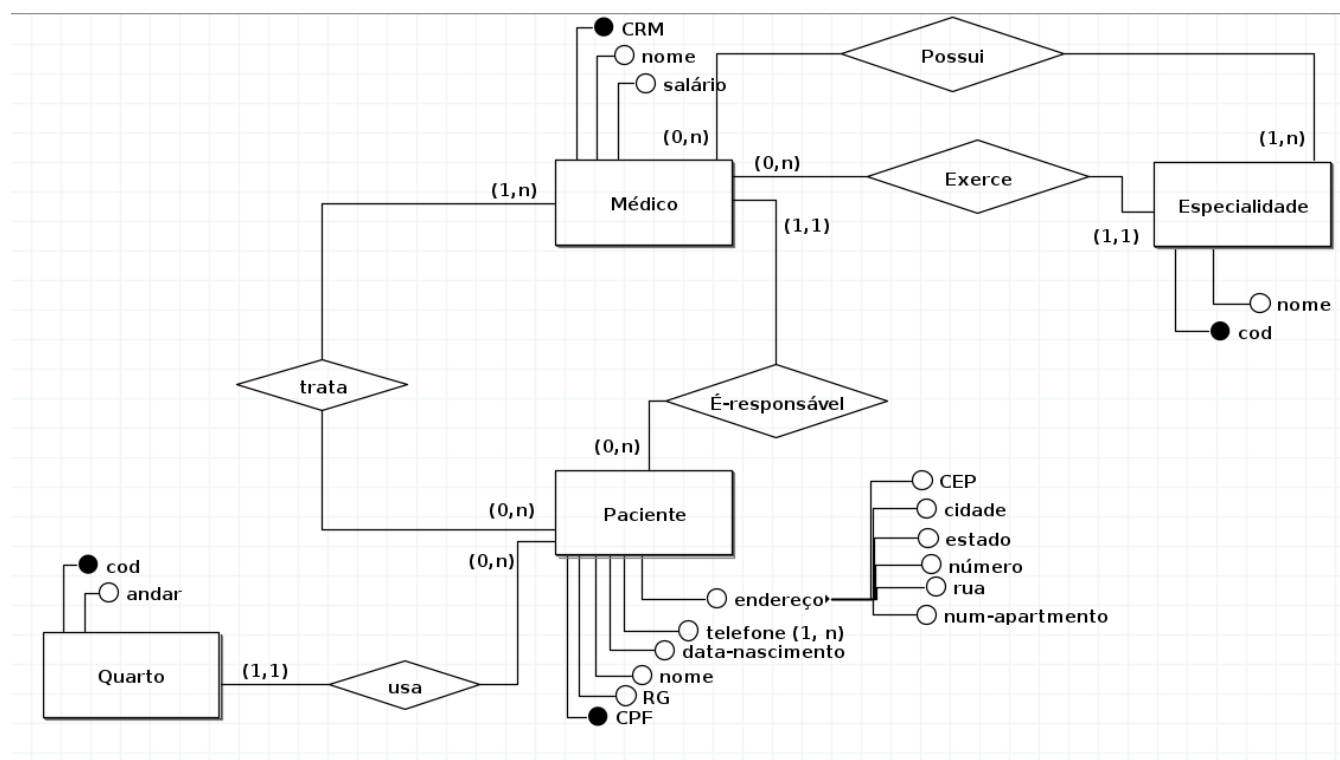 CRM
nome
salário
Possui
(0,n)
(1,n)
(0,n)
Exerce
(1,n)
Médico
Especialidade
(1,1)
(1,1)
nome
cod
trata
É-responsável
(0,n)
CEP
(0,n)
Paciente
cidade
estado
(0,n)
cod
número
andar
endereço
rua
num-apartmento
telefone (1, n)
data-nascimento
Quarto
(1,1)
usa
nome
RG
CPF